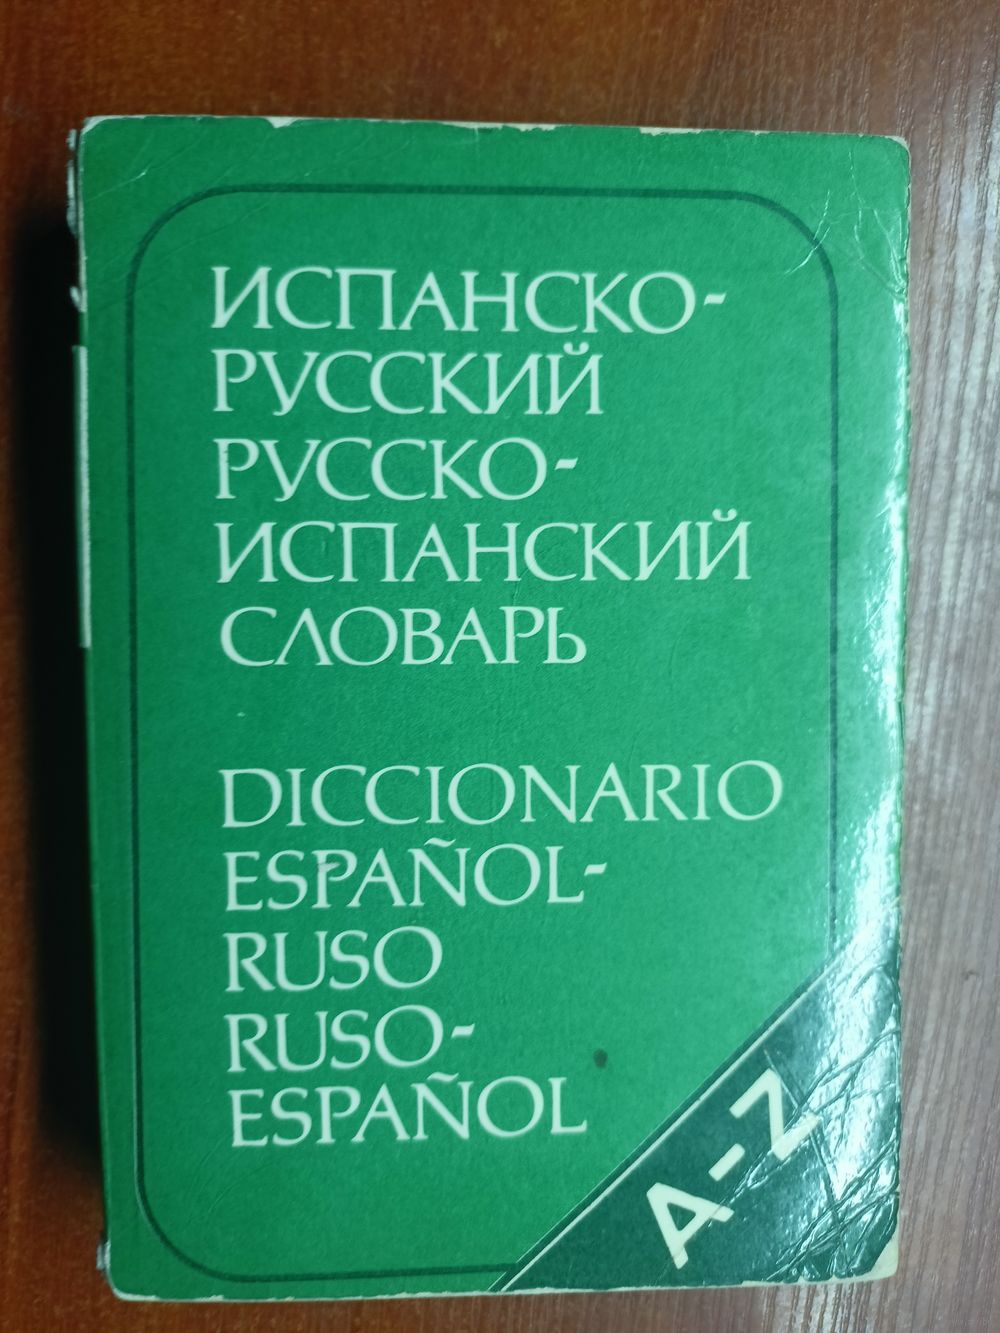 ИСПАНСКО-
РУССКИЙ
РУССКО-
ИСПАНСКИЙ
СЛОВАРЬ
DICCIONARIO
ESPAÑOL-
RUSO
RUSO-
ESPAÑOL
A-Z